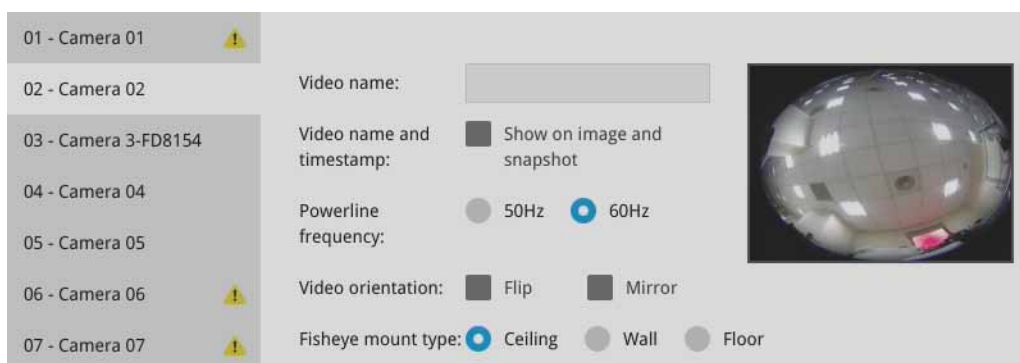 01 - Camera 01
02 - Camera 02
03 - Camera 3-FD8154
04 - Camera 04
05 - Camera 05
06 - Camera 06
07 - Camera 07
Video name:
Video name and
timestamp:
Show on image and
snapshot
Powerline
frequency:
50Hz
60Hz
Video orientation:
Flip
Mirror
Fisheye mount type:
Ceiling
Wall
Floor